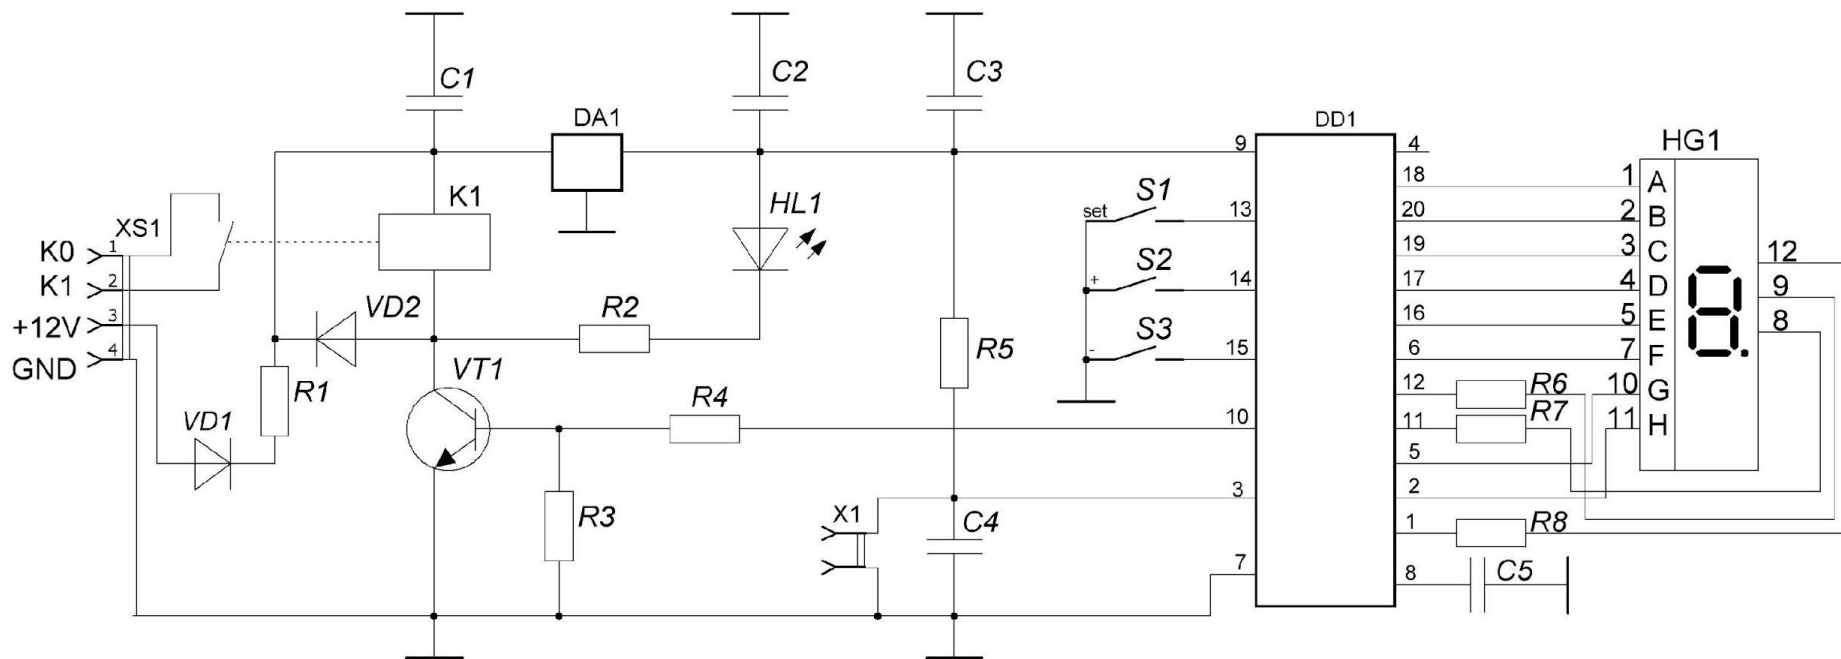 C1
C2
C3
DA1
DD1
HG1
XS1
K0 1
K1 2
+12V 3
GND 4
K1
HL1
VD2
R2
R1
VD1
VT1
R4
R3
R5
X1
C4
set S1
+ S2
- S3
9
13
14
15
10
3
7
4
18
20
19
17
16
6
12 R6
11 R7
5
2
1 R8
8 C5
1 A
2 B
3 C
4 D
5 E
7 F
10 G
11 H
8.
12
9
8